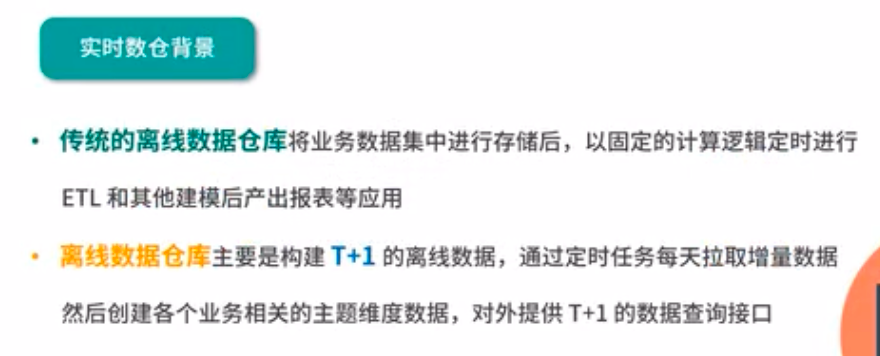 实时数仓背景
• 传统的离线数据仓库将业务数据集中进行存储后，以固定的计算逻辑定时进行
ETL 和其他建模后产出报表等应用
• 离线数据仓库主要是构建 T+1 的离线数据，通过定时任务每天拉取增量数据
然后创建各个业务相关的主题维度数据，对外提供 T+1 的数据查询接口